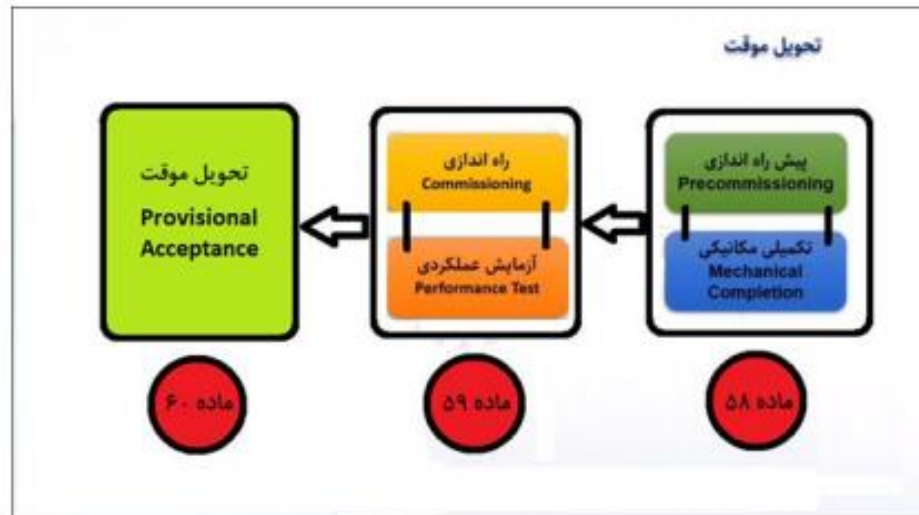 تحویل موقت
پیش راه اندازی
Precommissioning
تکمیلی مکانیکی
Mechanical
Completion
راه اندازی
Commissioning
آزمایش عملکردی
Performance Test
تحویل موقت
Provisional
Acceptance
ماده ۵۸
ماده ۵۹
ماده ۶۰